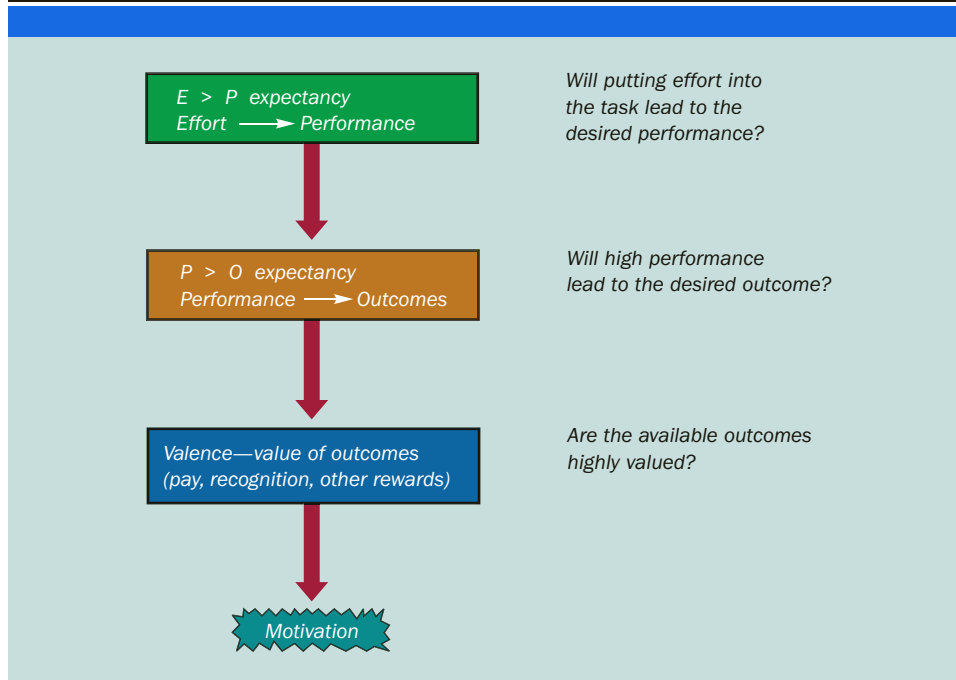 E > P expectancy
Effort → Performance
Will putting effort into
the task lead to the
desired performance?
P > O expectancy
Performance → Outcomes
Will high performance
lead to the desired outcome?
Valence—value of outcomes
(pay, recognition, other rewards)
Are the available outcomes
highly valued?
Motivation